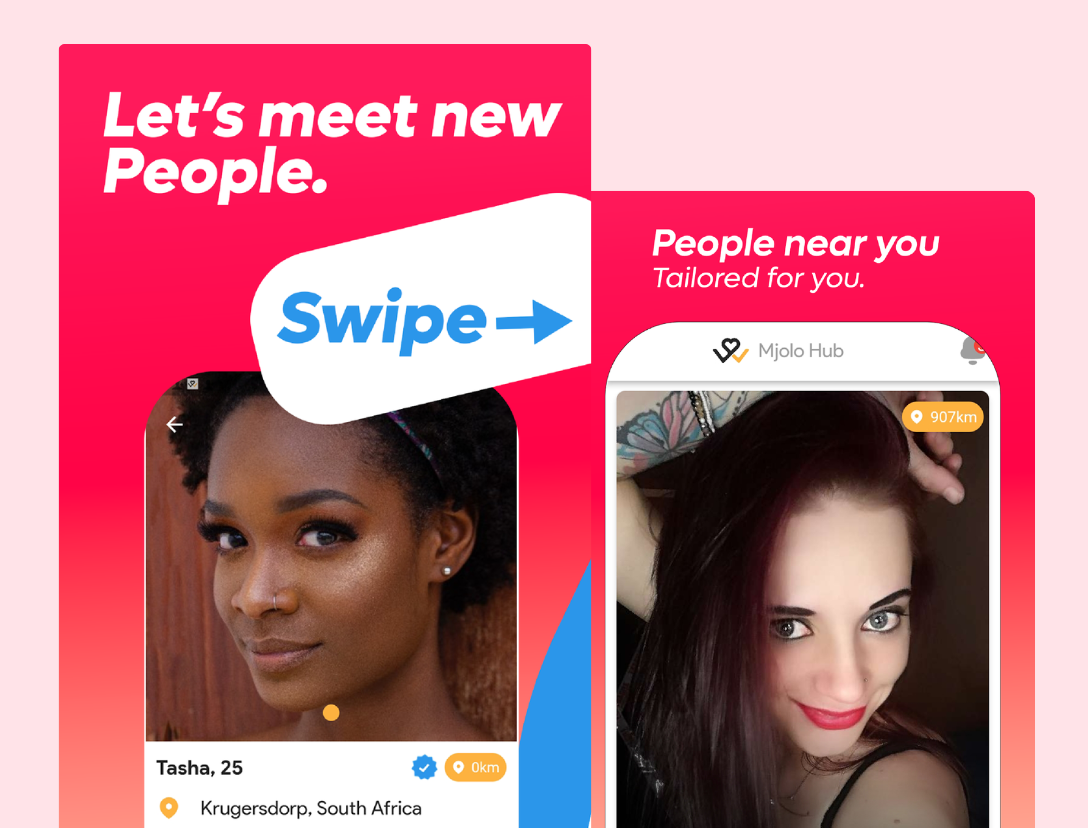 Let's meet new
People.
Swipe
Tasha, 25
0km
Krugersdorp, South Africa
People near you
Tailored for you.
Mjolo Hub
907km